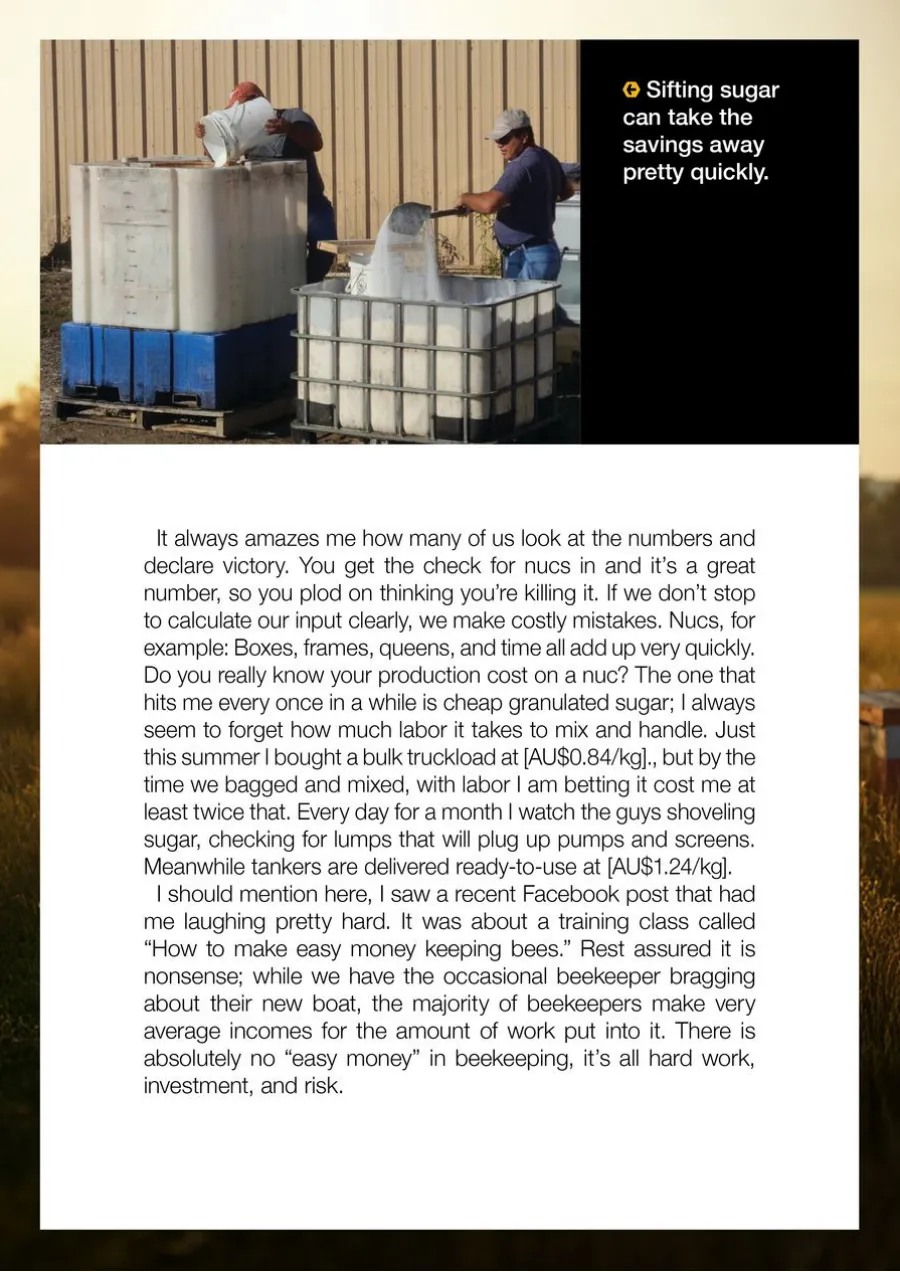 Sifting sugar
can take the
savings away
pretty quickly.
It always amazes me how many of us look at the numbers and
declare victory. You get the check for nucs in and it’s a great
number, so you plod on thinking you’re killing it. If we don’t stop
to calculate our input clearly, we make costly mistakes. Nucs, for
example: Boxes, frames, queens, and time all add up very quickly.
Do you really know your production cost on a nuc? The one that
hits me every once in a while is cheap granulated sugar; I always
seem to forget how much labor it takes to mix and handle. Just
this summer I bought a bulk truckload at [AU$0.84/kg]., but by the
time we bagged and mixed, with labor I am betting it cost me at
least twice that. Every day for a month I watch the guys shoveling
sugar, checking for lumps that will plug up pumps and screens.
Meanwhile tankers are delivered ready-to-use at [AU$1.24/kg].
I should mention here, I saw a recent Facebook post that had
me laughing pretty hard. It was about a training class called
“How to make easy money keeping bees.” Rest assured it is
nonsense; while we have the occasional beekeeper bragging
about their new boat, the majority of beekeepers make very
average incomes for the amount of work put into it. There is
absolutely no “easy money” in beekeeping, it’s all hard work,
investment, and risk.